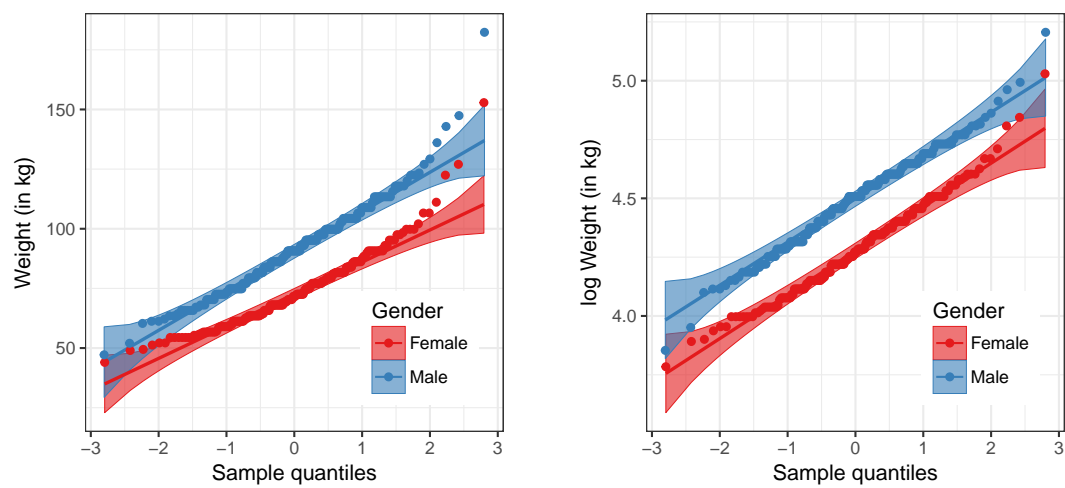 Weight (in kg)
150
100
50
−3
−2
−1
0
1
2
3
Sample quantiles
Gender
Female
Male
log Weight (in kg)
5.0
4.5
4.0
−3
−2
−1
0
1
2
3
Sample quantiles
Gender
Female
Male